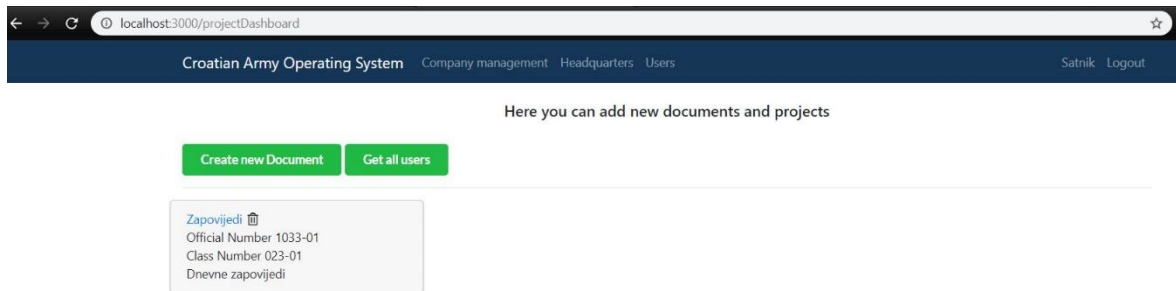 localhost:3000/projectDashboard
Croatian Army Operating System Company management Headquarters Users Satnik Logout
Here you can add new documents and projects
Create new Document Get all users
Zapovijedi
Official Number 1033-01
Class Number 023-01
Dnevne zapovijedi